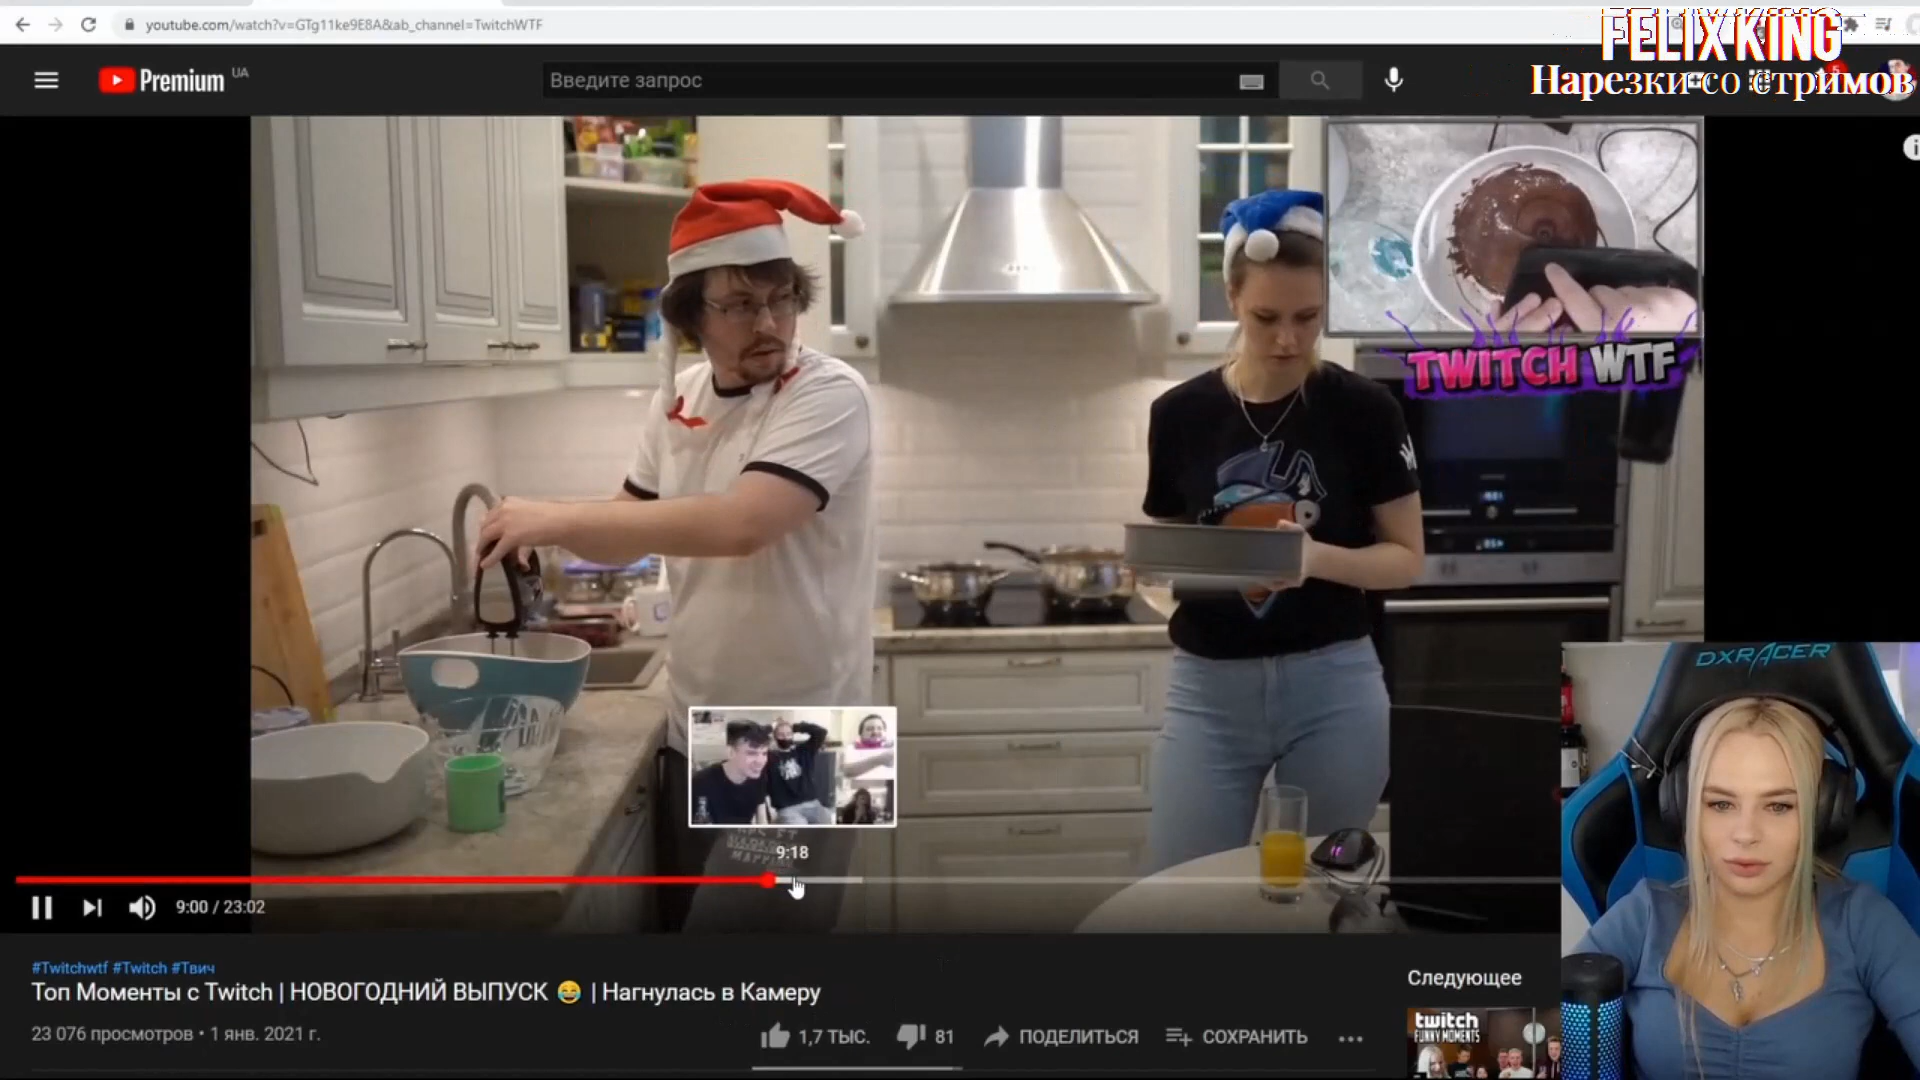 youtube.com/watch?v=GTg11ke9E8A&ab_channel=TwitchWTF
FELIXKING
Нарезки со стримов
Premium UA
Введите запрос
TWITCH WTF
DXRACER
9:18
9:00 / 23:02
#Twitchwtf #Twitch #Твич
Топ Моменты с Twitch | НОВОГОДНИЙ ВЫПУСК 😂 | Нагнулась в Камеру
23 076 просмотров • 1 янв. 2021 г.
1,7 ТЫС.
81
ПОДЕЛИТЬСЯ
СОХРАНИТЬ
Следующее
twitch
FUNNY MOMENTS